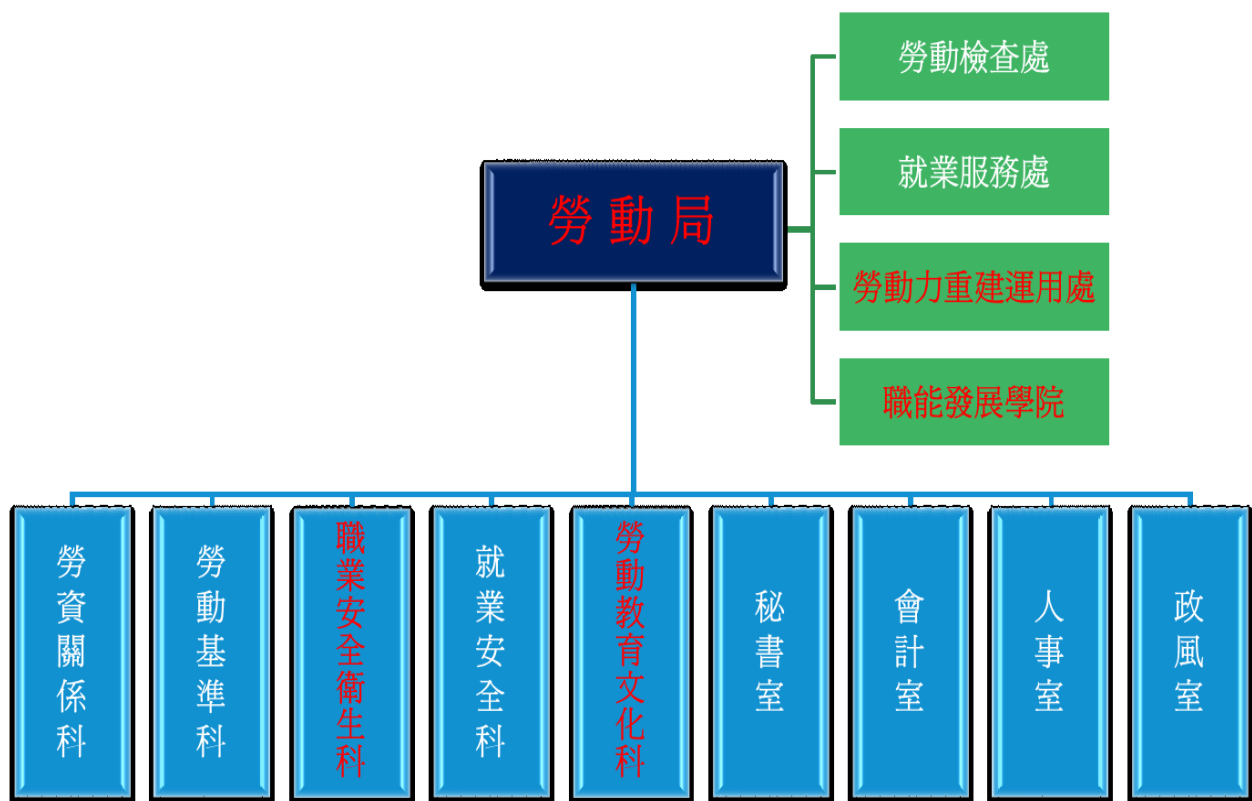 勞動檢查處
就業服務處
勞動局
勞動力重建運用處
職能發展學院
勞資關係科
勞動基準科
職業安全衛生科
就業安全科
勞動教育文化科
秘書室
會計室
人事室
政風室